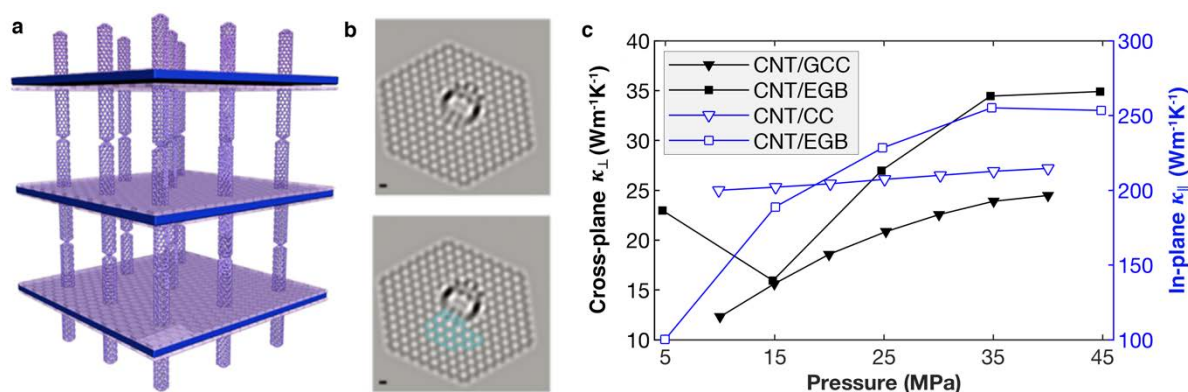 a
b
c
40
35
30
25
20
15
10
Cross-plane κ⊥ (Wm⁻¹K⁻¹)
CNT/GCC
CNT/EGB
CNT/CC
CNT/EGB
300
250
200
150
100
In-plane κ∥ (Wm⁻¹K⁻¹)
5
15
25
35
45
Pressure (MPa)